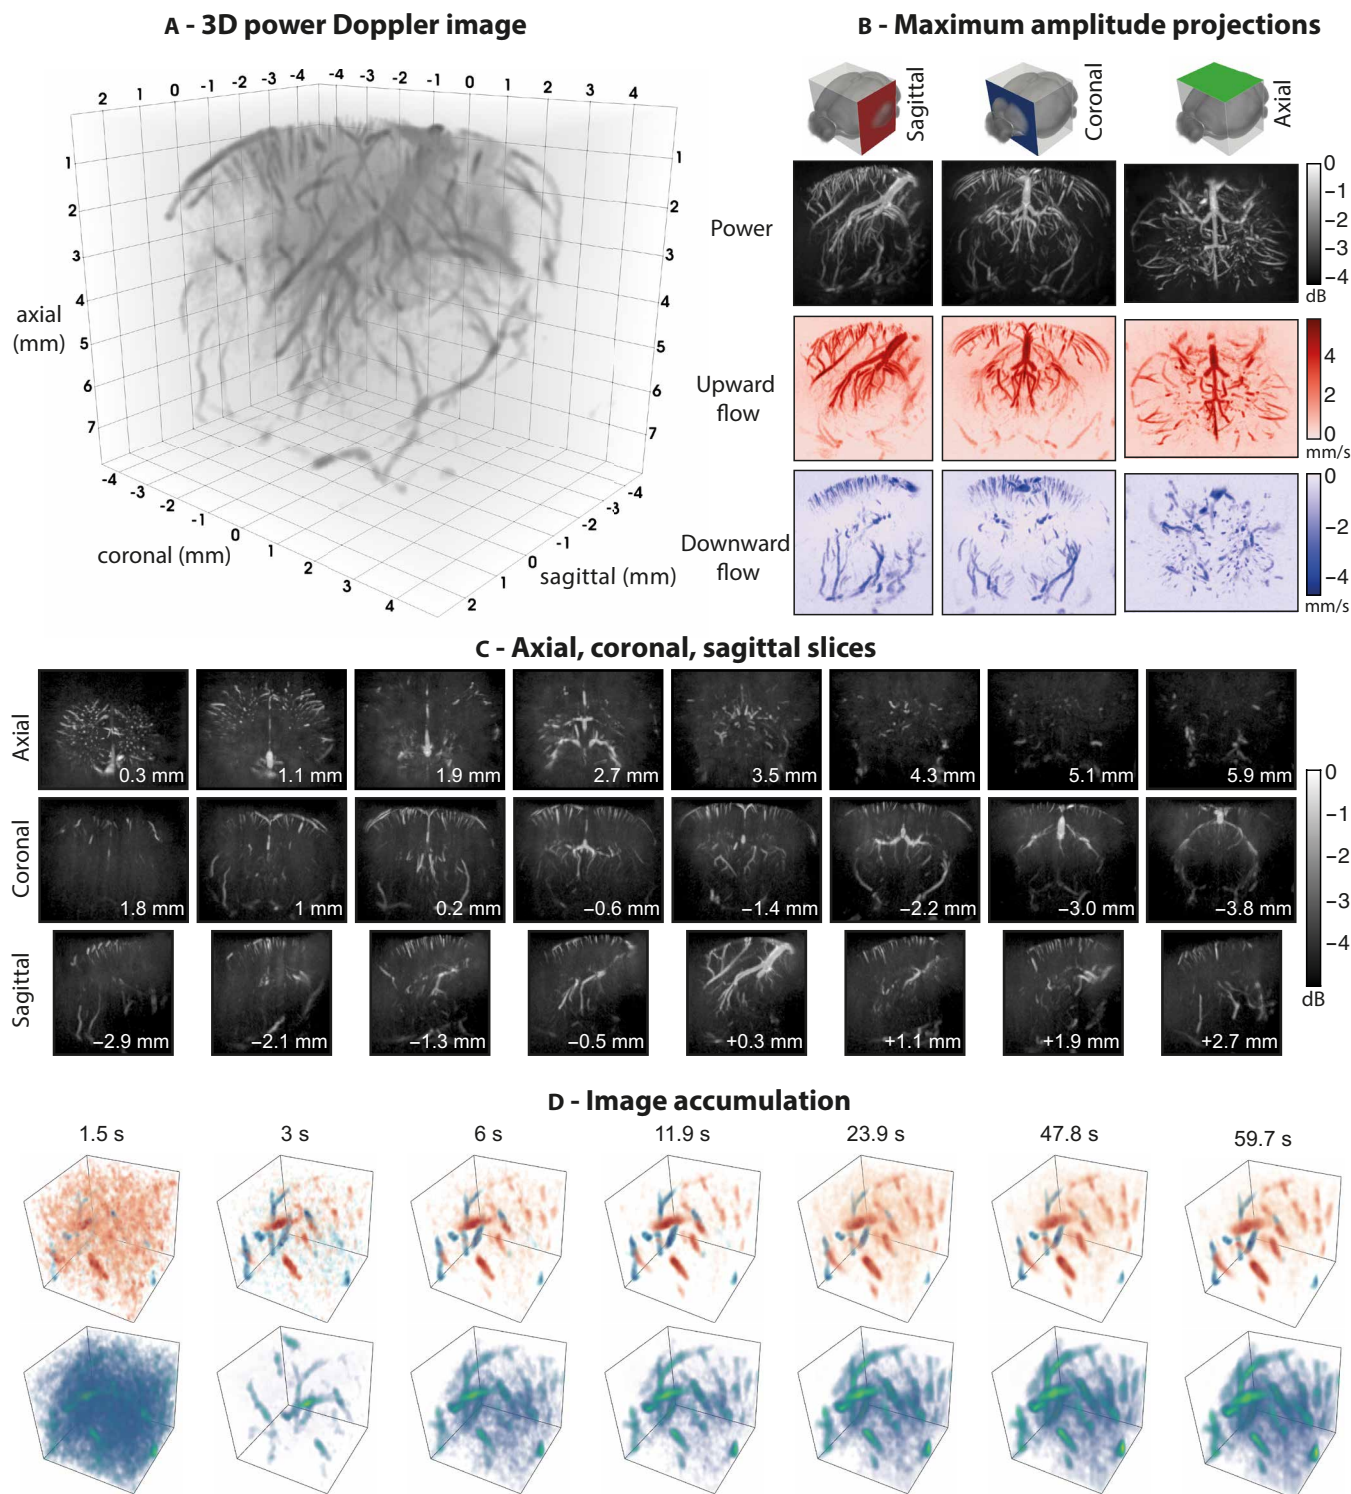 A - 3D power Doppler image
2 1 0 -1 -2 -3 -4 -4 -3 -2 -1 0 1 2 3 4
1
2
3
4
5
6
7
1
2
3
4
5
6
7
axial
(mm)
-4 -3 -2 -1 0 1 2 3 4
coronal (mm)
-4
-3
-2
-1
0
1
2
sagittal (mm)
B - Maximum amplitude projections
Sagittal
Coronal
Axial
Power
0
−1
−2
−3
−4
dB
Upward
flow
4
2
0
mm/s
Downward
flow
0
−2
−4
mm/s
C - Axial, coronal, sagittal slices
Axial
0.3 mm 1.1 mm 1.9 mm 2.7 mm 3.5 mm 4.3 mm 5.1 mm 5.9 mm
Coronal
1.8 mm 1 mm 0.2 mm −0.6 mm −1.4 mm −2.2 mm −3.0 mm −3.8 mm
Sagittal
−2.9 mm −2.1 mm −1.3 mm −0.5 mm +0.3 mm +1.1 mm +1.9 mm +2.7 mm
0
−1
−2
−3
−4
dB
D - Image accumulation
1.5 s 3 s 6 s 11.9 s 23.9 s 47.8 s 59.7 s